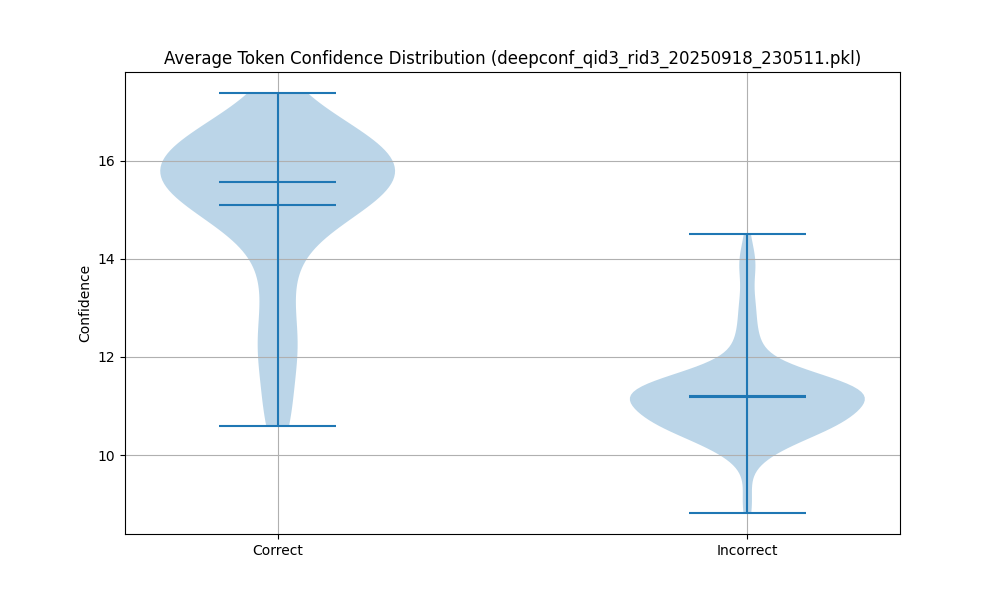 Average Token Confidence Distribution (deepconf_qid3_rid3_20250918_230511.pkl)
Confidence
16
14
12
10
Correct
Incorrect